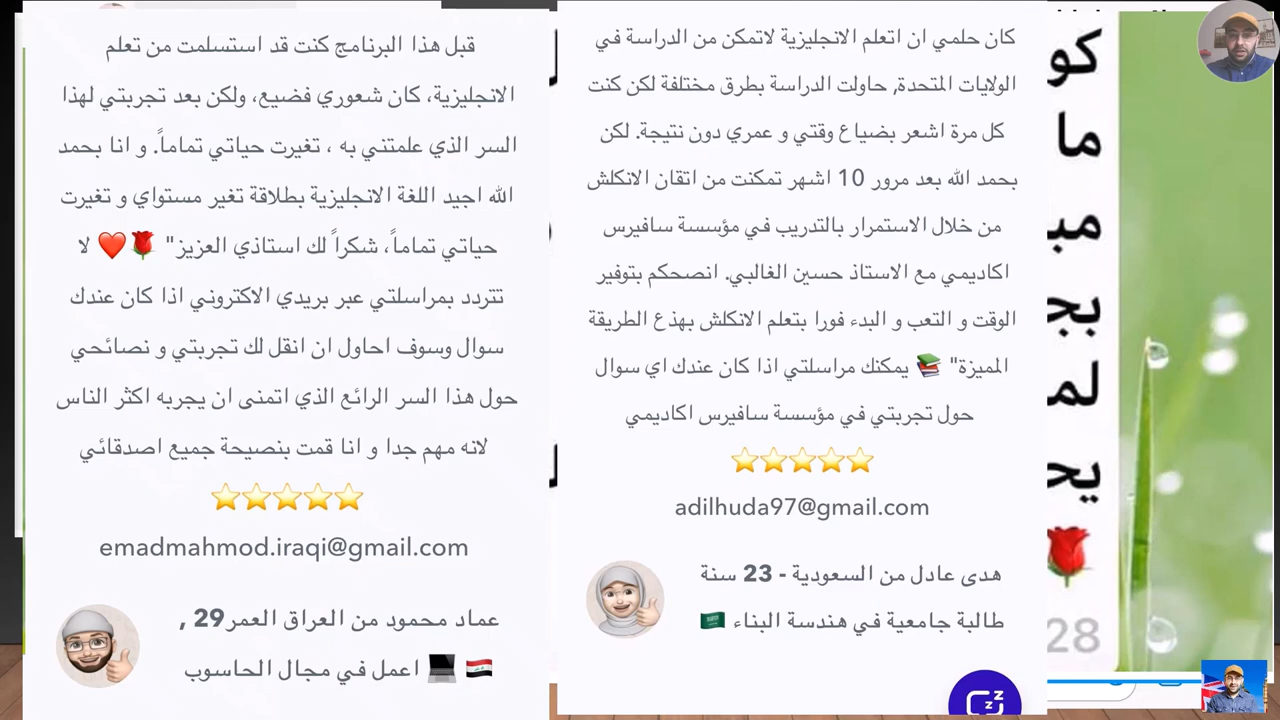 كان حلمي ان اتعلم الانجليزية لاتمكن من الدراسة في
الولايات المتحدة, حاولت الدراسة بطرق مختلفة لكن كنت
كل مرة اشعر بضياع وقتي و عمري دون نتيجة. لكن
بحمد الله بعد مرور 10 اشهر تمكنت من اتقان الانكلش
من خلال الاستمرار بالتدريب في مؤسسة سافيرس
اكاديمي مع الاستاذ حسين الغالبي. انصحكم بتوفير
الوقت و التعب و البدء فورا بتعلم الانكلش بهذع الطريقة
المميزة" 📚 يمكنك مراسلتي اذا كان عندك اي سوال
حول تجربتي في مؤسسة سافيرس اكاديمي
⭐⭐⭐⭐⭐
adilhuda97@gmail.com
هدى عادل من السعودية - 23 سنة
طالبة جامعية في هندسة البناء 🇸🇦
قبل هذا البرنامج كنت قد استسلمت من تعلم
الانجليزية، كان شعوري فضيع، ولكن بعد تجربتي لهذا
السر الذي علمتني به ، تغيرت حياتي تماماً. و انا بحمد
الله اجيد اللغة الانجليزية بطلاقة تغير مستواي و تغيرت
حياتي تماماً، شكراً لك استاذي العزيز" 🌹❤️ لا
تتردد بمراسلتي عبر بريدي الاكتروني اذا كان عندك
سوال وسوف احاول ان انقل لك تجربتي و نصائحي
حول هذا السر الرائع الذي اتمنى ان يجربه اكثر الناس
لانه مهم جدا و انا قمت بنصيحة جميع اصدقائي
⭐⭐⭐⭐⭐
emadmahmod.iraqi@gmail.com
عماد محمود من العراق العمر29 ,
🇮🇶 💻 اعمل في مجال الحاسوب
ما
28